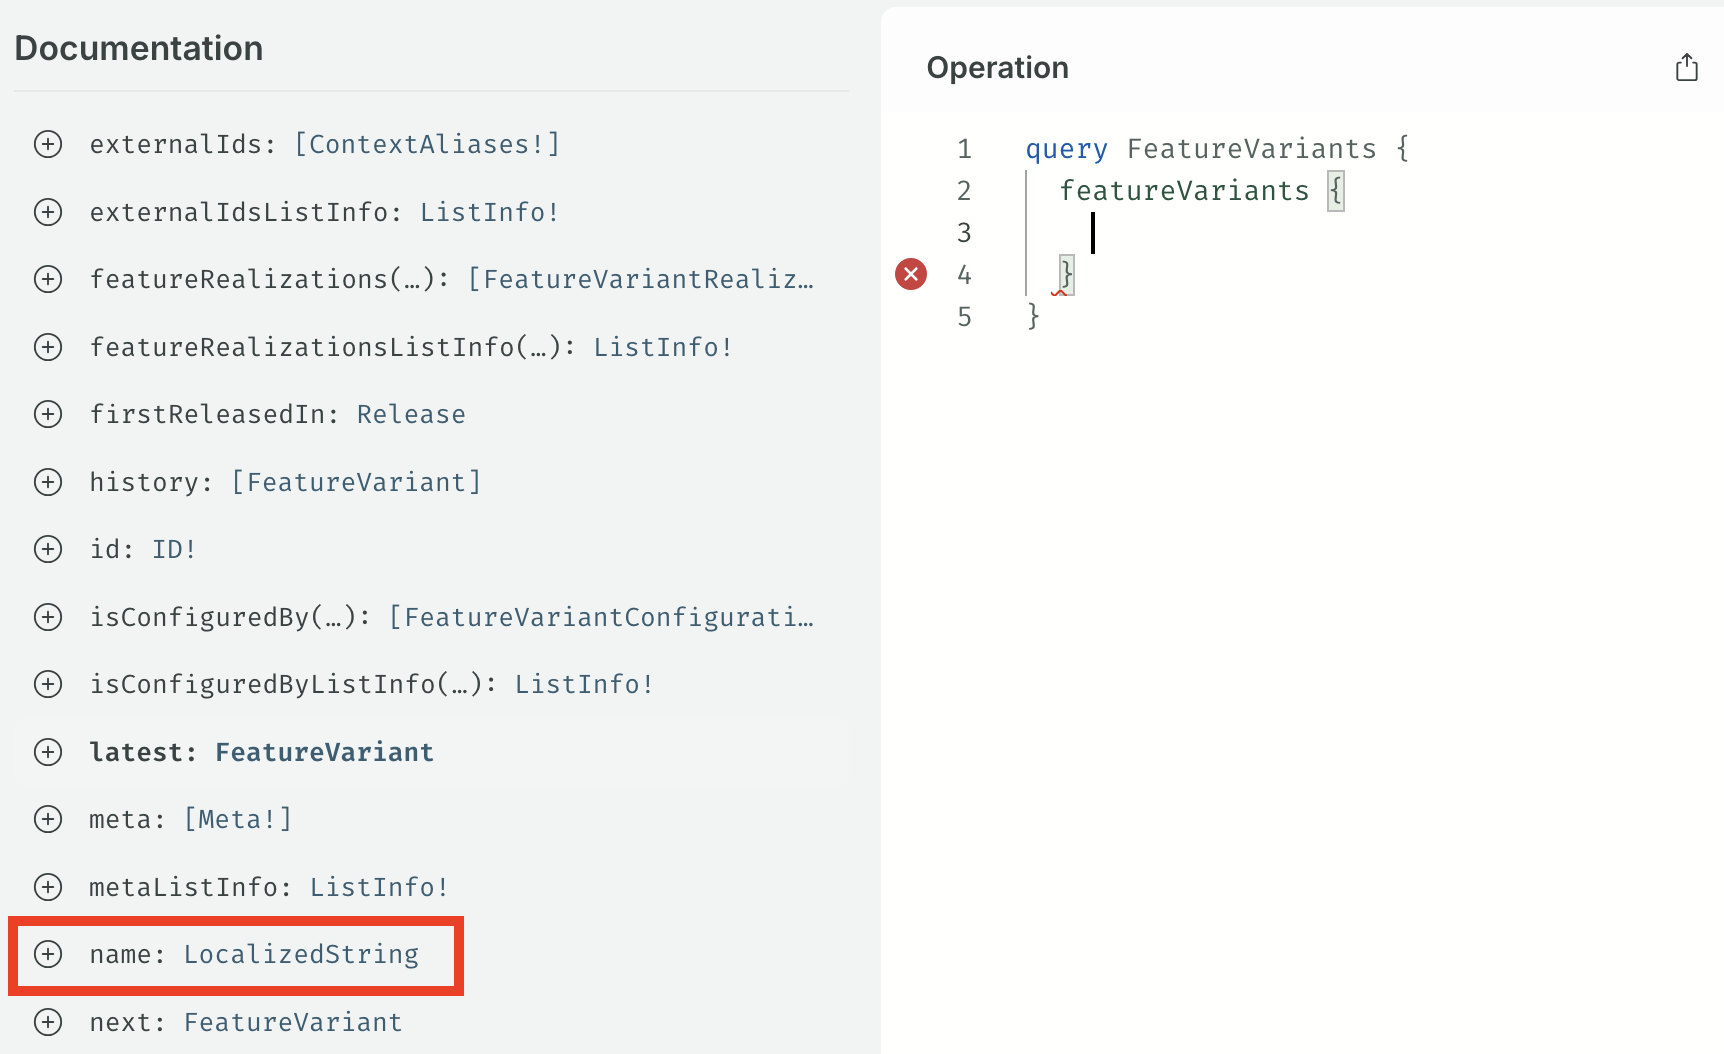 Documentation
externalIds: [ContextAliases!]
externalIdsListInfo: ListInfo!
featureRealizations(…): [FeatureVariantRealiz…
featureRealizationsListInfo(…): ListInfo!
firstReleasedIn: Release
history: [FeatureVariant]
id: ID!
isConfiguredBy(…): [FeatureVariantConfigurati…
isConfiguredByListInfo(…): ListInfo!
latest: FeatureVariant
meta: [Meta!]
metaListInfo: ListInfo!
name: LocalizedString
next: FeatureVariant
Operation
1 query FeatureVariants {
2 featureVariants {
3
4 }
5 }